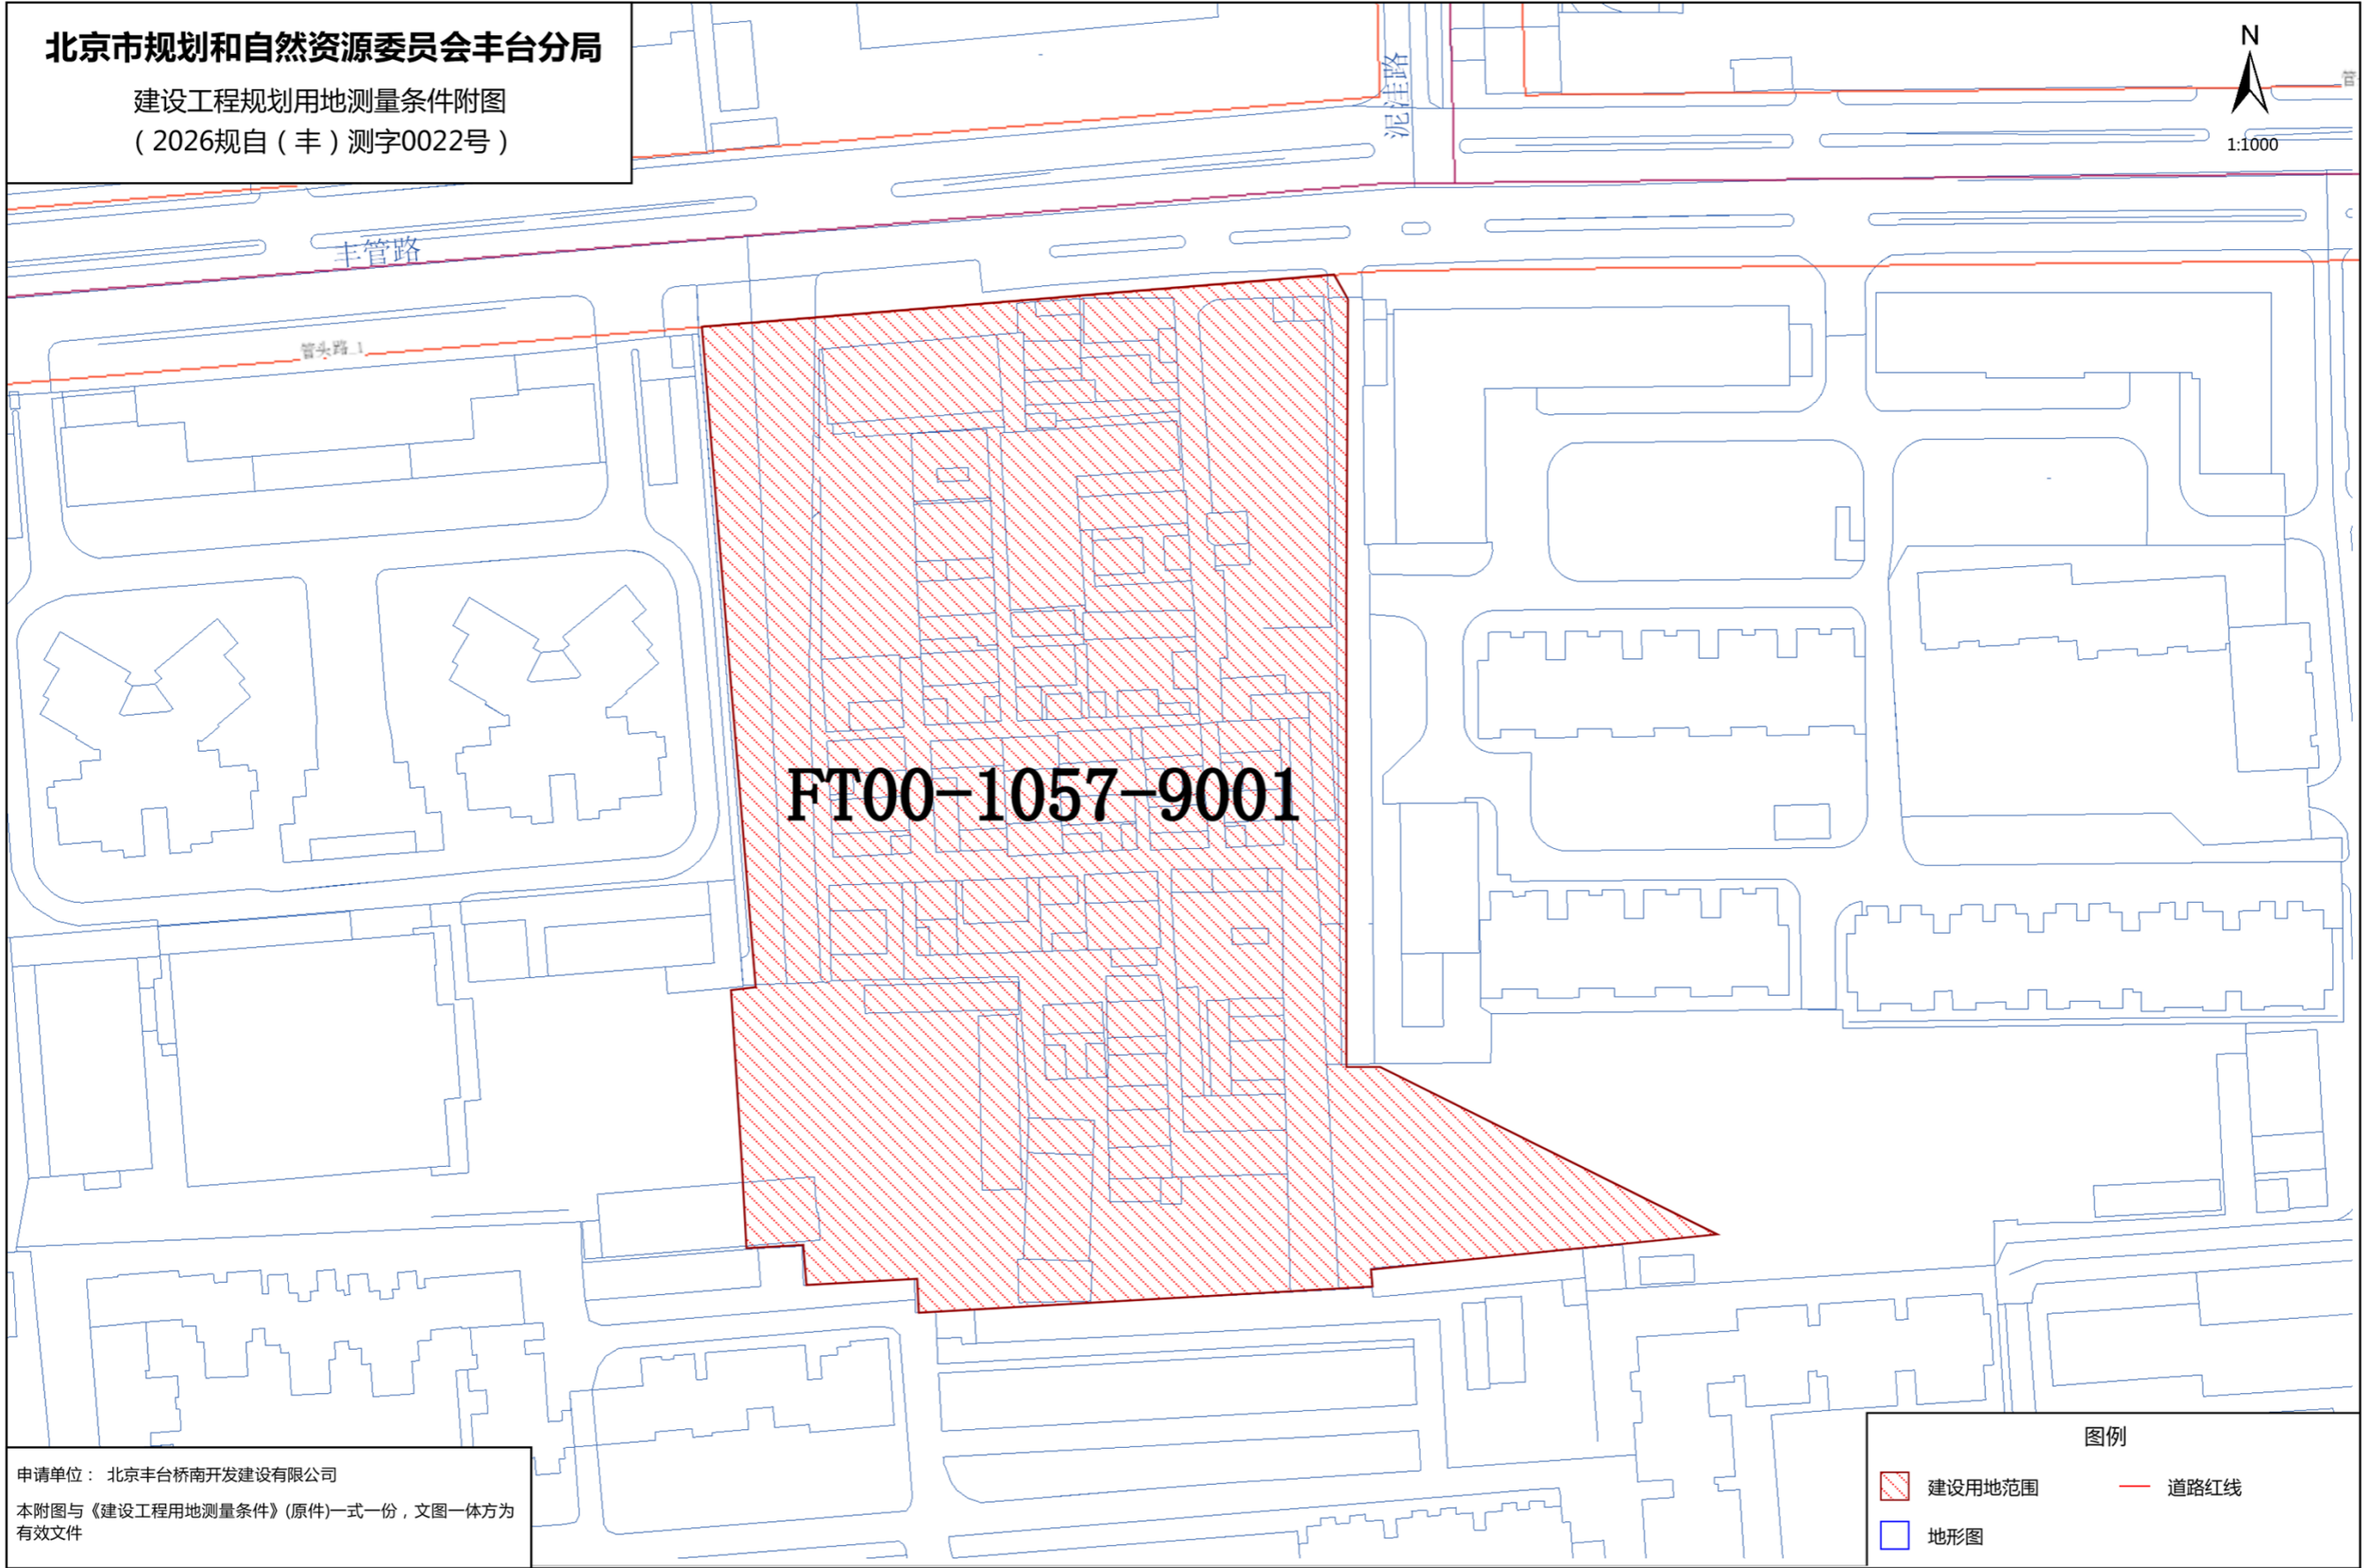 北京市规划和自然资源委员会丰台分局
建设工程规划用地测量条件附图
（2026规自（丰）测字0022号）
泥洼路
N
1:1000
管
丰管路
管头路_1
FT00-1057-9001
申请单位： 北京丰台桥南开发建设有限公司
本附图与《建设工程用地测量条件》(原件)一式一份，文图一体方为
有效文件
图例
建设用地范围
道路红线
地形图